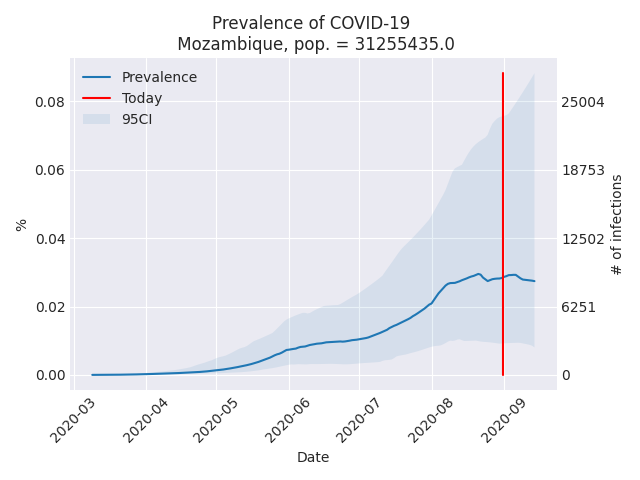 Prevalence of COVID-19
Mozambique, pop. = 31255435.0
Prevalence
Today
95CI
0.08
0.06
0.04
0.02
0.00
%
25004
18753
12502
6251
0
# of infections
2020-03
2020-04
2020-05
2020-06
2020-07
2020-08
2020-09
Date